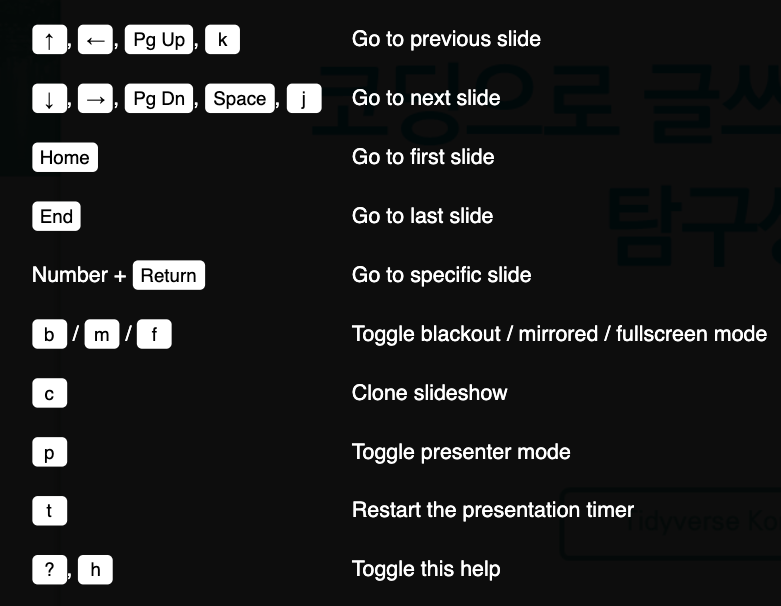 ↑, ←, Pg Up, k Go to previous slide
코딩으로 글쓰
↓, →, Pg Dn, Space, j Go to next slide
Home Go to first slide
End Go to last slide
탐구생
Number + Return Go to specific slide
b / m / f Toggle blackout / mirrored / fullscreen mode
c Clone slideshow
p Toggle presenter mode
t Restart the presentation timer
Tidyverse Ko
?, h Toggle this help